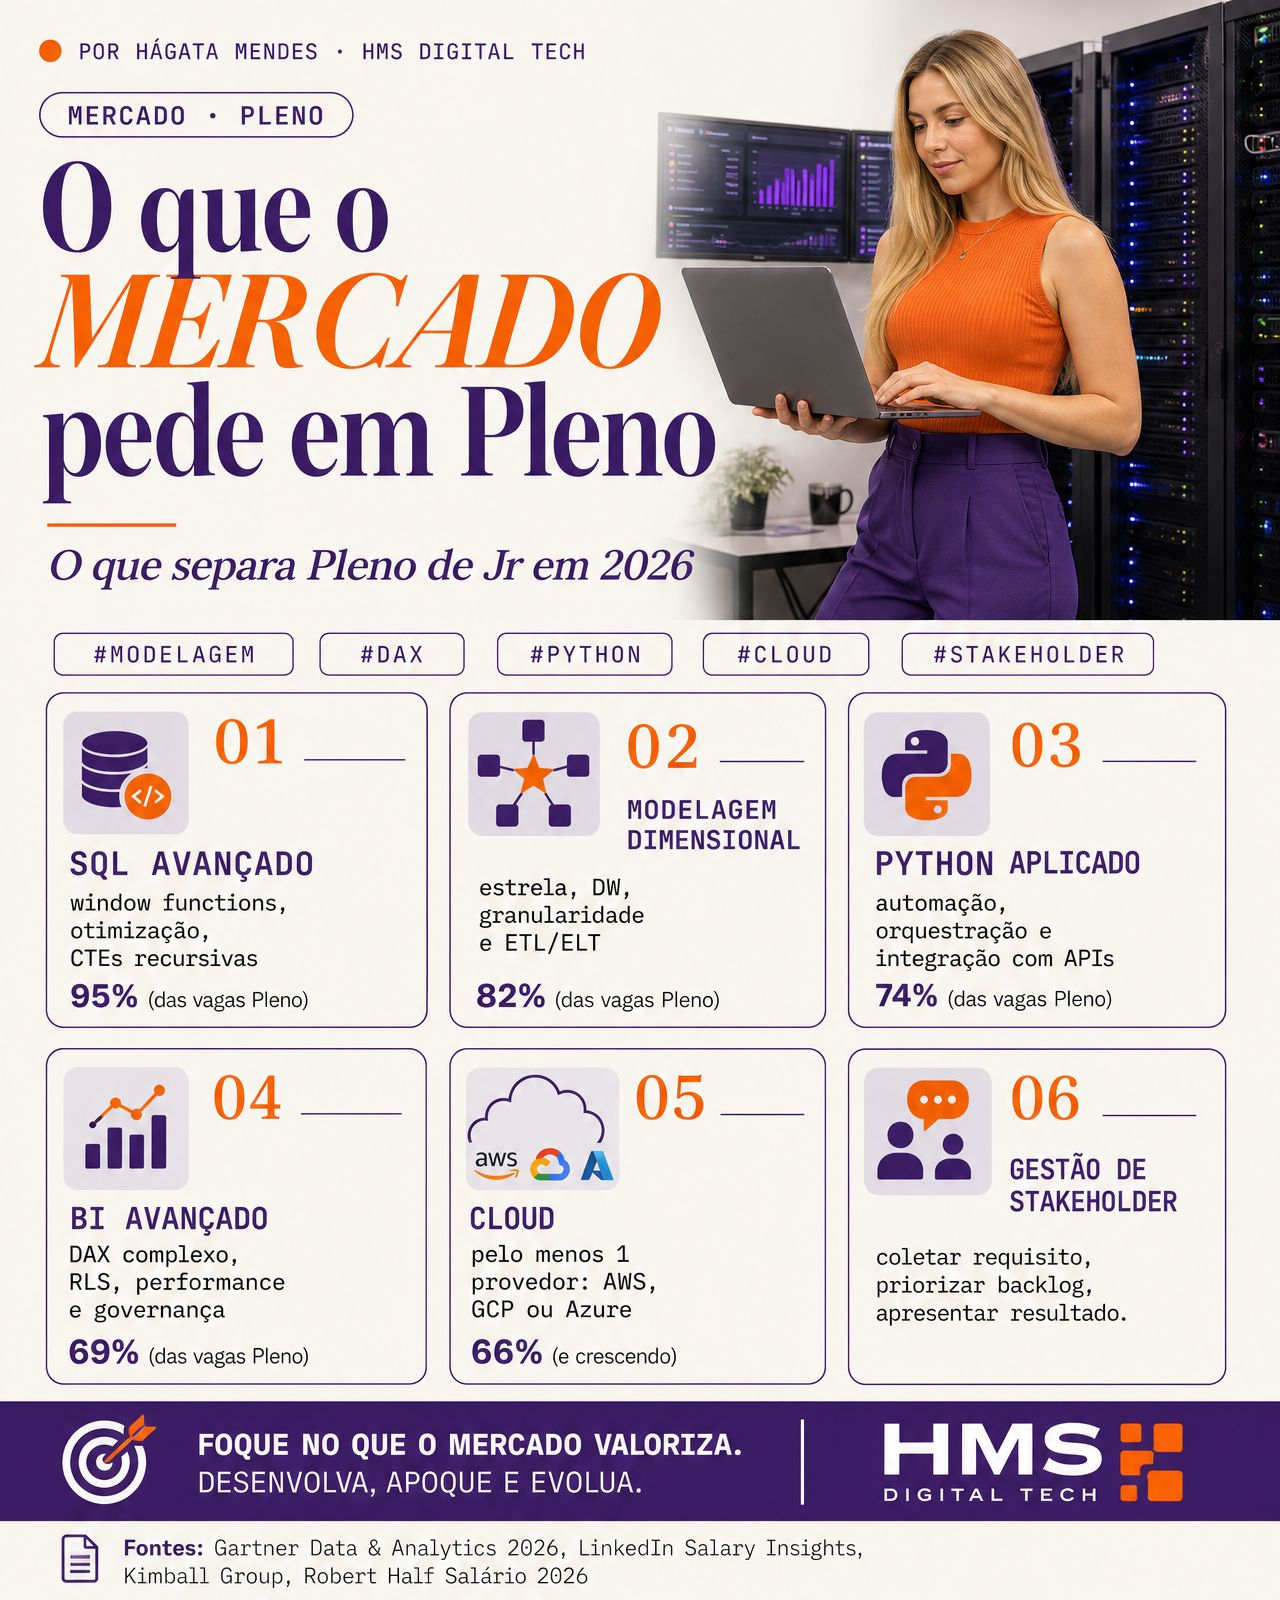 POR HÁGATA MENDES · HMS DIGITAL TECH
MERCADO · PLENO
O que o
MERCADO
pede em Pleno
O que separa Pleno de Jr em 2026
#MODELAGEM
#DAX
#PYTHON
#CLOUD
#STAKEHOLDER
01
</>
SQL AVANÇADO
window functions,
otimização,
CTEs recursivas
95% (das vagas Pleno)
02
MODELAGEM
DIMENSIONAL
estrela, DW,
granularidade
e ETL/ELT
82% (das vagas Pleno)
03
PYTHON APLICADO
automação,
orquestração e
integração com APIs
74% (das vagas Pleno)
04
BI AVANÇADO
DAX complexo,
RLS, performance
e governança
69% (das vagas Pleno)
05
aws
CLOUD
pelo menos 1
provedor: AWS,
GCP ou Azure
66% (e crescendo)
06
GESTÃO DE
STAKEHOLDER
coletar requisito,
priorizar backlog,
apresentar resultado.
FOQUE NO QUE O MERCADO VALORIZA.
DESENVOLVA, APOQUE E EVOLUA.
HMS
DIGITAL TECH
Fontes: Gartner Data & Analytics 2026, LinkedIn Salary Insights,
Kimball Group, Robert Half Salário 2026